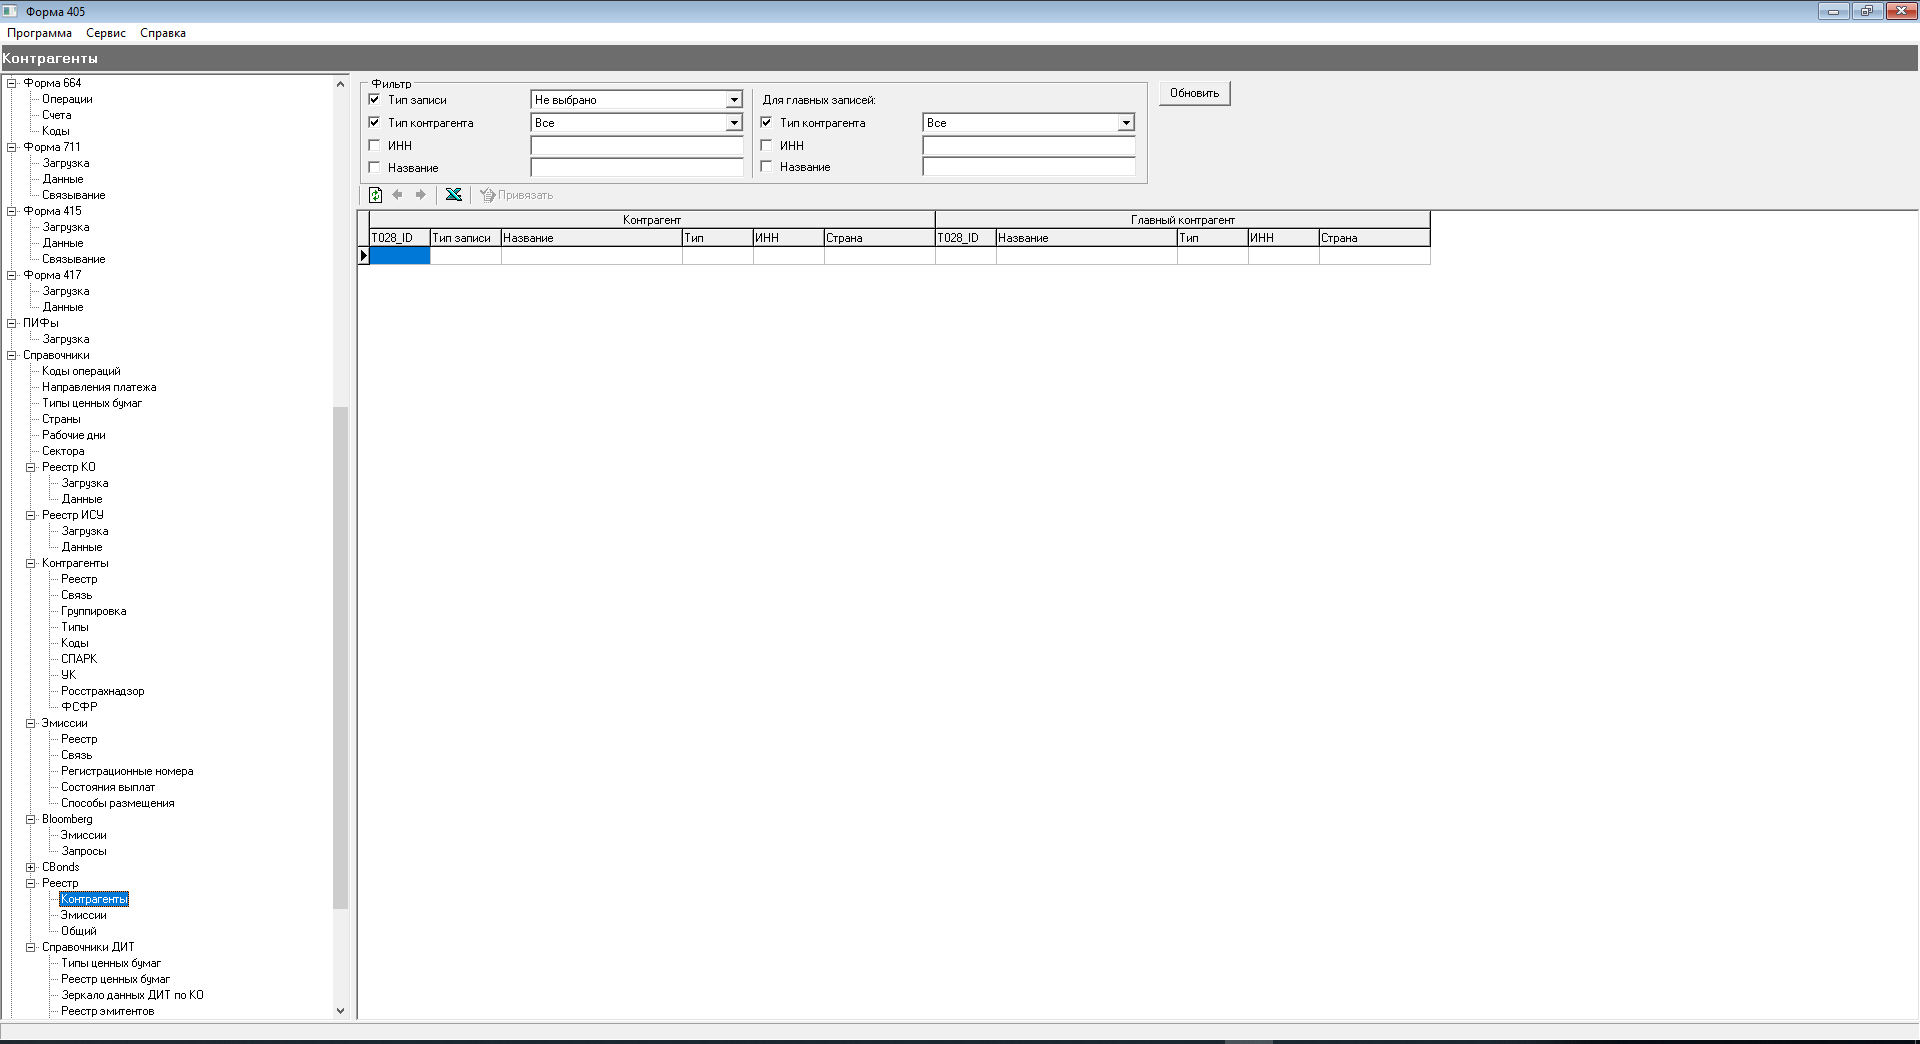 Форма 405
Программа Сервис Справка
Контрагенты
Форма 664
Операции
Счета
Коды
Форма 711
Загрузка
Данные
Связывание
Форма 415
Загрузка
Данные
Связывание
Форма 417
Загрузка
Данные
ПИФы
Загрузка
Справочники
Коды операций
Направления платежа
Типы ценных бумаг
Страны
Рабочие дни
Сектора
Реестр КО
Загрузка
Данные
Реестр ИСУ
Загрузка
Данные
Контрагенты
Реестр
Связь
Группировка
Типы
Коды
СПАРК
УК
Росстрахнадзор
ФСФР
Эмиссии
Реестр
Связь
Регистрационные номера
Состояния выплат
Способы размещения
Bloomberg
Эмиссии
Запросы
CBonds
Реестр
Контрагенты
Эмиссии
Общий
Справочники ДИТ
Типы ценных бумаг
Реестр ценных бумаг
Зеркало данных ДИТ по КО
Реестр эмитентов
Фильтр
Тип записи Не выбрано Для главных записей:
Тип контрагента Все Тип контрагента Все
ИНН ИНН
Название Название
Обновить
Привязать
Контрагент Главный контрагент
T028_ID Тип записи Название Тип ИНН Страна T028_ID Название Тип ИНН Страна